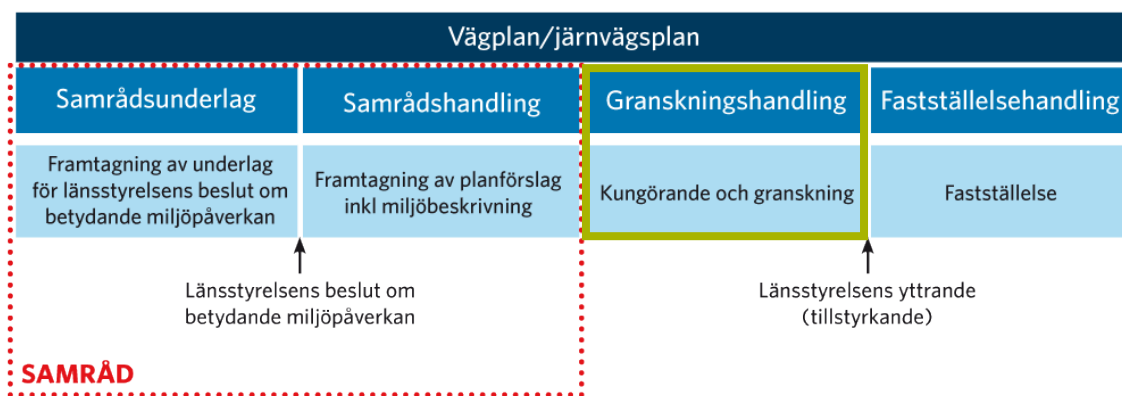 Vägplan/järnvägsplan
Samrådsunderlag
Samrådshandling
Granskningshandling
Fastställelsehandling
Framtagning av underlag
för länsstyrelsens beslut om
betydande miljöpåverkan
Framtagning av planförslag
inkl miljöbeskrivning
Kungörande och granskning
Fastställelse
Länsstyrelsens beslut om
betydande miljöpåverkan
Länsstyrelsens yttrande
(tillstyrkande)
SAMRÅD